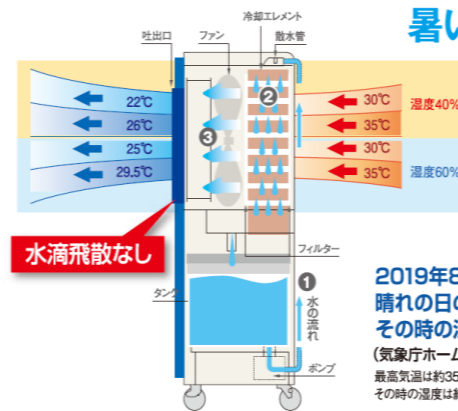 暑い
冷却エレメント
吐出口
ファン
散水管
22℃
26℃
25℃
29.5℃
30℃
35℃
30℃
35℃
湿度40%
湿度60%
②
③
水滴飛散なし
フィルター
タンク
①
水の流れ
ポンプ
2019年8
晴れの日の
その時の
(気象庁ホーム
最高気温は約35
その時の湿度は約